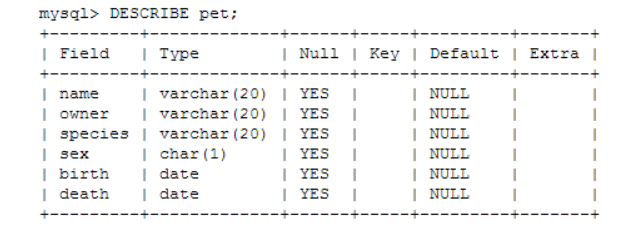 mysql> DESCRIBE pet;
+---------+-------------+------+-----+---------+-------+
| Field   | Type        | Null | Key | Default | Extra |
+---------+-------------+------+-----+---------+-------+
| name    | varchar(20) | YES  |     | NULL    |       |
| owner   | varchar(20) | YES  |     | NULL    |       |
| species | varchar(20) | YES  |     | NULL    |       |
| sex     | char(1)     | YES  |     | NULL    |       |
| birth   | date        | YES  |     | NULL    |       |
| death   | date        | YES  |     | NULL    |       |
+---------+-------------+------+-----+---------+-------+